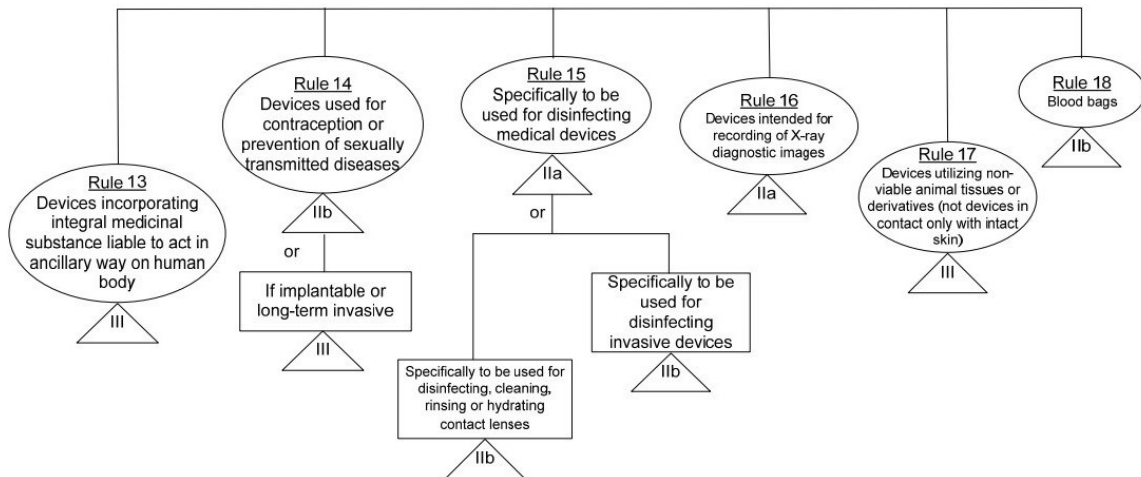 Rule 13
Devices incorporating
integral medicinal
substance liable to act in
ancillary way on human
body
III
Rule 14
Devices used for
contraception or
prevention of sexually
transmitted diseases
IIb
or
If implantable or
long-term invasive
III
Rule 15
Specifically to be
used for disinfecting
medical devices
IIa
or
Specifically to be used for
disinfecting, cleaning,
rinsing or hydrating
contact lenses
IIb
Specifically to be
used for
disinfecting
invasive devices
IIb
Rule 16
Devices intended for
recording of X-ray
diagnostic images
IIa
Rule 17
Devices utilizing non-
viable animal tissues or
derivatives (not devices in
contact only with intact
skin)
III
Rule 18
Blood bags
IIb